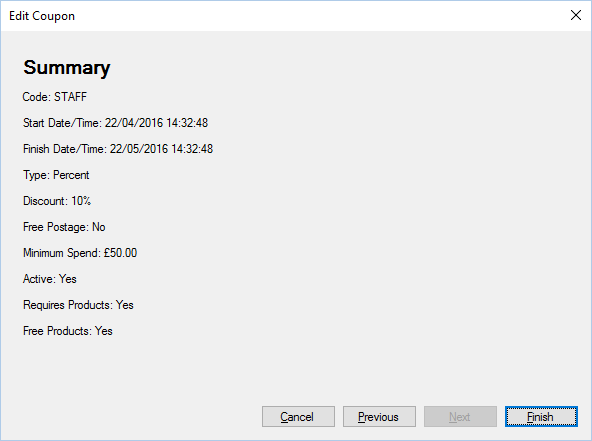 Edit Coupon
Summary
Code: STAFF
Start Date/Time: 22/04/2016 14:32:48
Finish Date/Time: 22/05/2016 14:32:48
Type: Percent
Discount: 10%
Free Postage: No
Minimum Spend: £50.00
Active: Yes
Requires Products: Yes
Free Products: Yes
Cancel Previous Next Finish